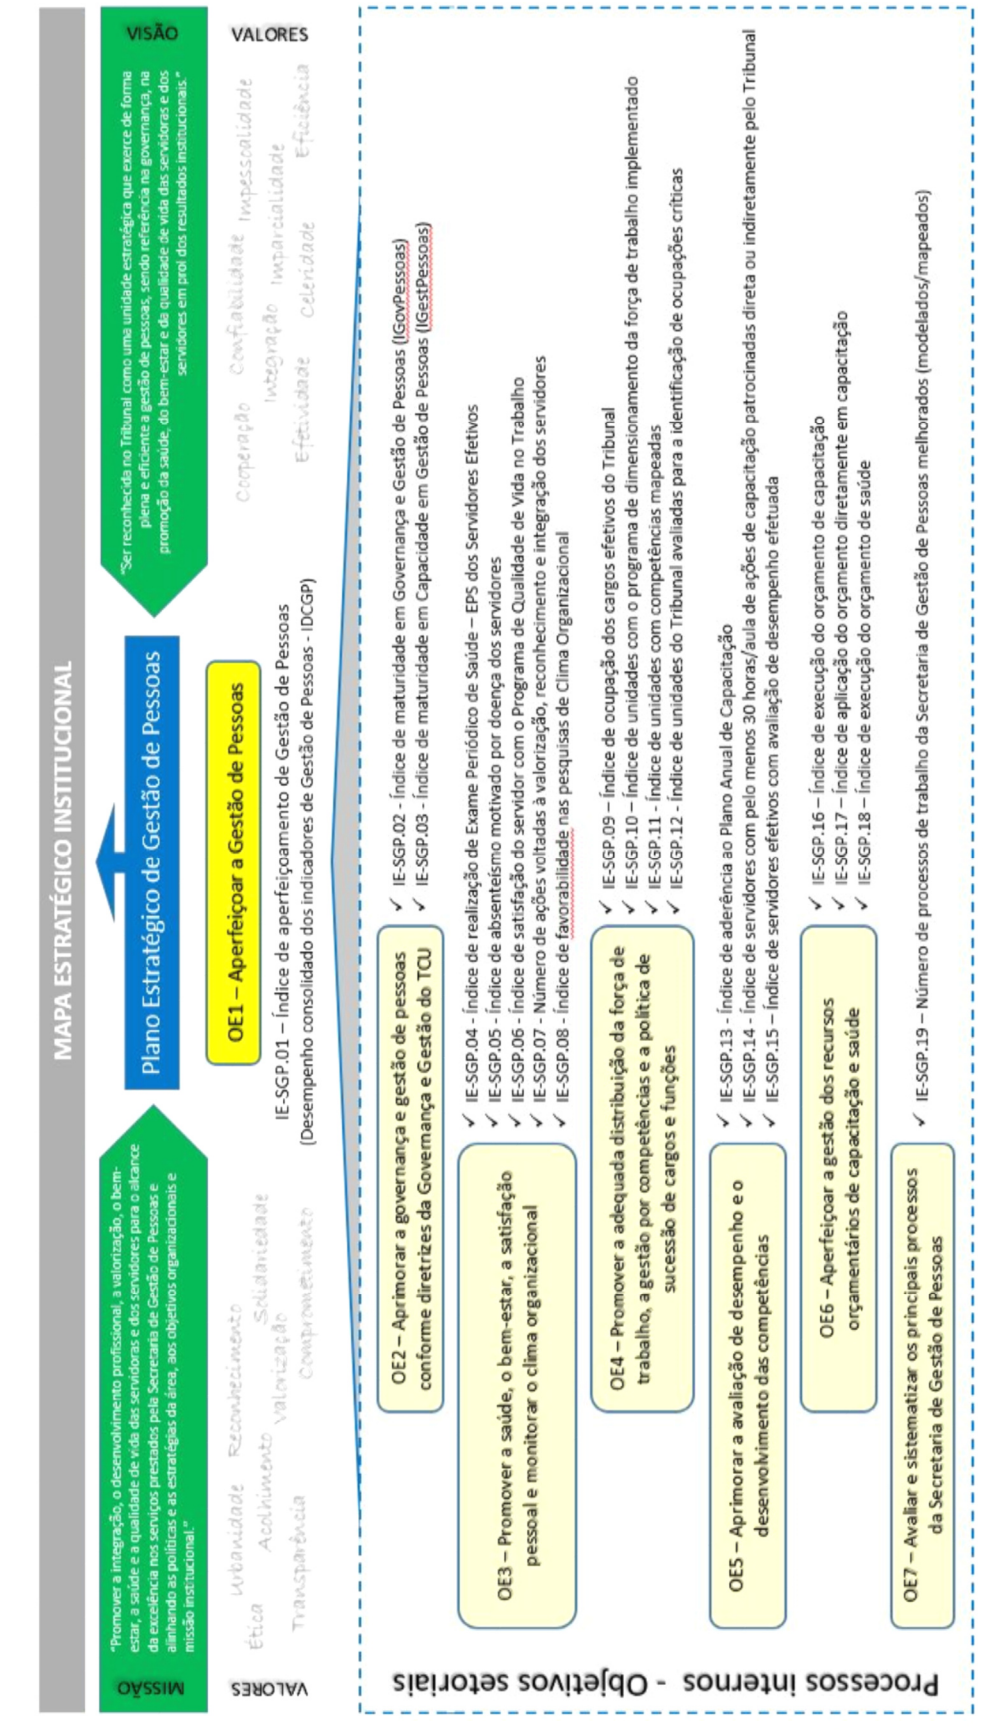 MAPA ESTRATÉGICO INSTITUCIONAL
MISSÃO
"Promover a integração, o desenvolvimento profissional, a valorização, o bem-
estar, a saúde e a qualidade de vida das servidoras e dos servidores para o alcance
da excelência nos serviços prestados pela Secretaria de Gestão de Pessoas e
alinhando as políticas e as estratégias da área, aos objetivos organizacionais e
missão institucional."
Plano Estratégico de Gestão de Pessoas
VISÃO
"Ser reconhecida no Tribunal como uma unidade estratégica que exerce de forma
plena e eficiente a gestão de pessoas, sendo referência na governança, na
promoção da saúde, do bem-estar e da qualidade de vida das servidoras e dos
servidores em prol dos resultados institucionais."
VALORES
Ética Urbanidade Reconhecimento
Acolhimento Valorização Solidariedade
Transparência Comprometimento
OE1 – Aperfeiçoar a Gestão de Pessoas
IE-SGP.01 – Índice de aperfeiçoamento de Gestão de Pessoas
(Desempenho consolidado dos indicadores de Gestão de Pessoas - IDCGP)
VALORES
Cooperação Confiabilidade Impessoalidade
Integração Imparcialidade
Efetividade Celeridade Eficiência
Processos internos - Objetivos setoriais
OE2 – Aprimorar a governança e gestão de pessoas
conforme diretrizes da Governança e Gestão do TCU
✓ IE-SGP.02 - Índice de maturidade em Governança e Gestão de Pessoas (IGovPessoas)
✓ IE-SGP.03 - Índice de maturidade em Capacidade em Gestão de Pessoas (IGestPessoas)
OE3 – Promover a saúde, o bem-estar, a satisfação
pessoal e monitorar o clima organizacional
✓ IE-SGP.04 - Índice de realização de Exame Periódico de Saúde – EPS dos Servidores Efetivos
✓ IE-SGP.05 - Índice de absenteísmo motivado por doença dos servidores
✓ IE-SGP.06 - Índice de satisfação do servidor com o Programa de Qualidade de Vida no Trabalho
✓ IE-SGP.07 - Número de ações voltadas à valorização, reconhecimento e integração dos servidores
✓ IE-SGP.08 - Índice de favorabilidade nas pesquisas de Clima Organizacional
OE4 – Promover a adequada distribuição da força de
trabalho, a gestão por competências e a política de
sucessão de cargos e funções
✓ IE-SGP.09 – Índice de ocupação dos cargos efetivos do Tribunal
✓ IE-SGP.10 – Índice de unidades com o programa de dimensionamento da força de trabalho implementado
✓ IE-SGP.11 - Índice de unidades com competências mapeadas
✓ IE-SGP.12 - Índice de unidades do Tribunal avaliadas para a identificação de ocupações críticas
OE5 – Aprimorar a avaliação de desempenho e o
desenvolvimento das competências
✓ IE-SGP.13 - Índice de aderência ao Plano Anual de Capacitação
✓ IE-SGP.14 - Índice de servidores com pelo menos 30 horas/aula de ações de capacitação patrocinadas direta ou indiretamente pelo Tribunal
✓ IE-SGP.15 – Índice de servidores efetivos com avaliação de desempenho efetuada
OE6 – Aperfeiçoar a gestão dos recursos
orçamentários de capacitação e saúde
✓ IE-SGP.16 – Índice de execução do orçamento de capacitação
✓ IE-SGP.17 – Índice de aplicação do orçamento diretamente em capacitação
✓ IE-SGP.18 – Índice de execução do orçamento de saúde
OE7 – Avaliar e sistematizar os principais processos
da Secretaria de Gestão de Pessoas
✓ IE-SGP.19 – Número de processos de trabalho da Secretaria de Gestão de Pessoas melhorados (modelados/mapeados)